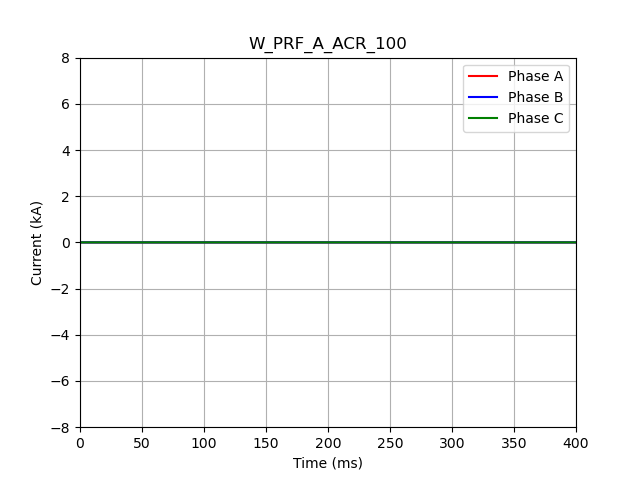 W_PRF_A_ACR_100
8
6
4
2
0
−2
−4
−6
−8
Current (kA)
Phase A
Phase B
Phase C
0 50 100 150 200 250 300 350 400
Time (ms)